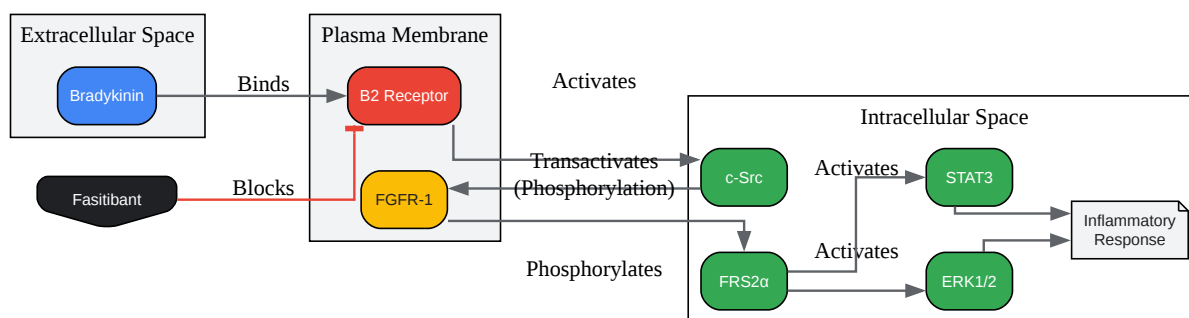 Extracellular Space
Plasma Membrane
Bradykinin
Binds
B2 Receptor
Activates
Intracellular Space
Fasitibant
Blocks
FGFR-1
Transactivates
(Phosphorylation)
c-Src
Activates
STAT3
Inflammatory
Response
Phosphorylates
FRS2α
Activates
ERK1/2